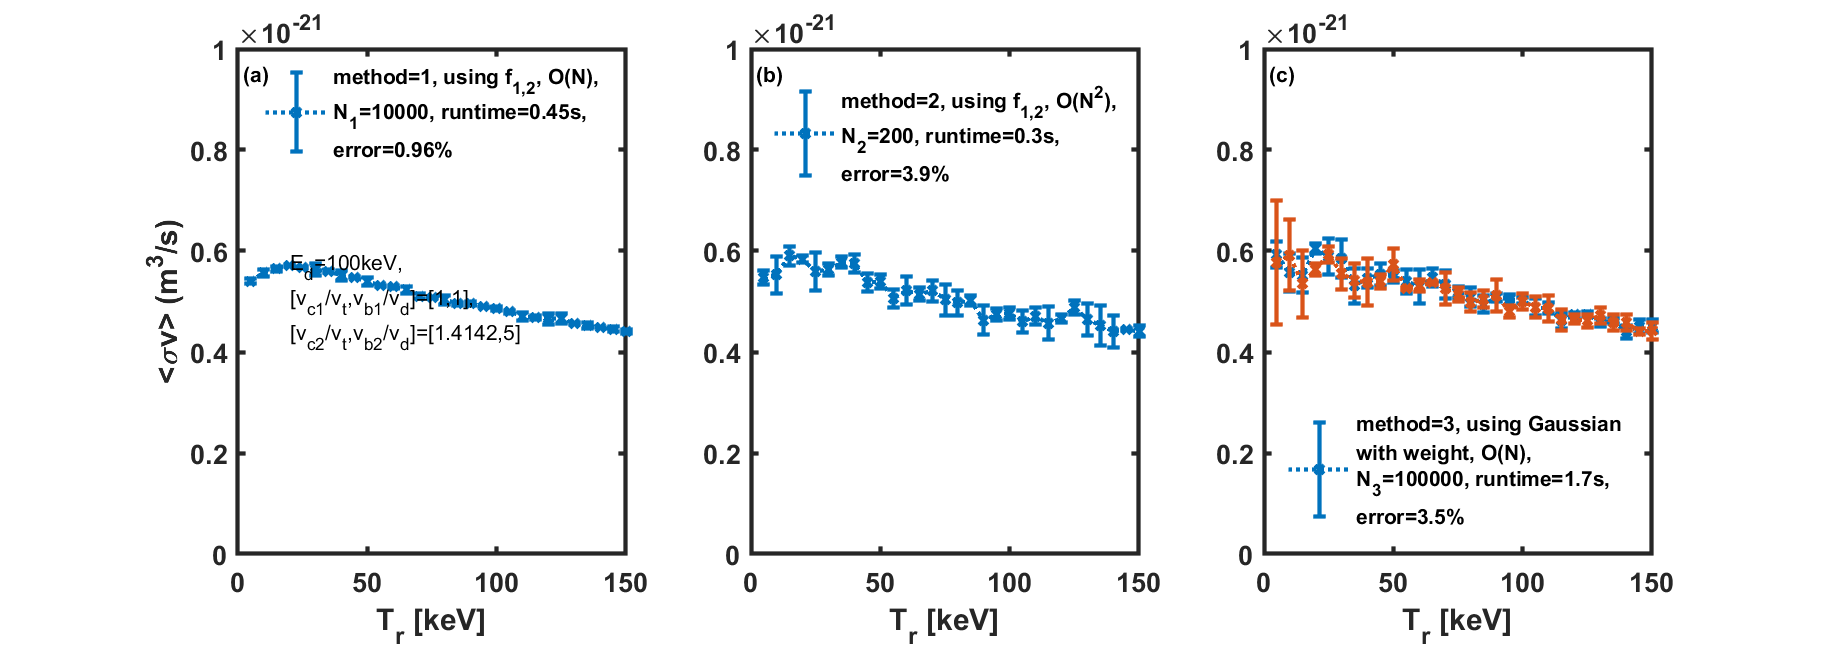 ×10^-21
(a)
method=1, using f_1,2, O(N),
N_1=10000, runtime=0.45s,
error=0.96%
E_d=100keV,
[v_c1/v_t,v_b1/v_d]=[1,1],
[v_c2/v_t,v_b2/v_d]=[1.4142,5]
<σv> (m^3/s)
1
0.8
0.6
0.4
0.2
0
0 50 100 150
T_r [keV]
×10^-21
(b)
method=2, using f_1,2, O(N^2),
N_2=200, runtime=0.3s,
error=3.9%
1
0.8
0.6
0.4
0.2
0
0 50 100 150
T_r [keV]
×10^-21
(c)
method=3, using Gaussian
with weight, O(N),
N_3=100000, runtime=1.7s,
error=3.5%
1
0.8
0.6
0.4
0.2
0
0 50 100 150
T_r [keV]